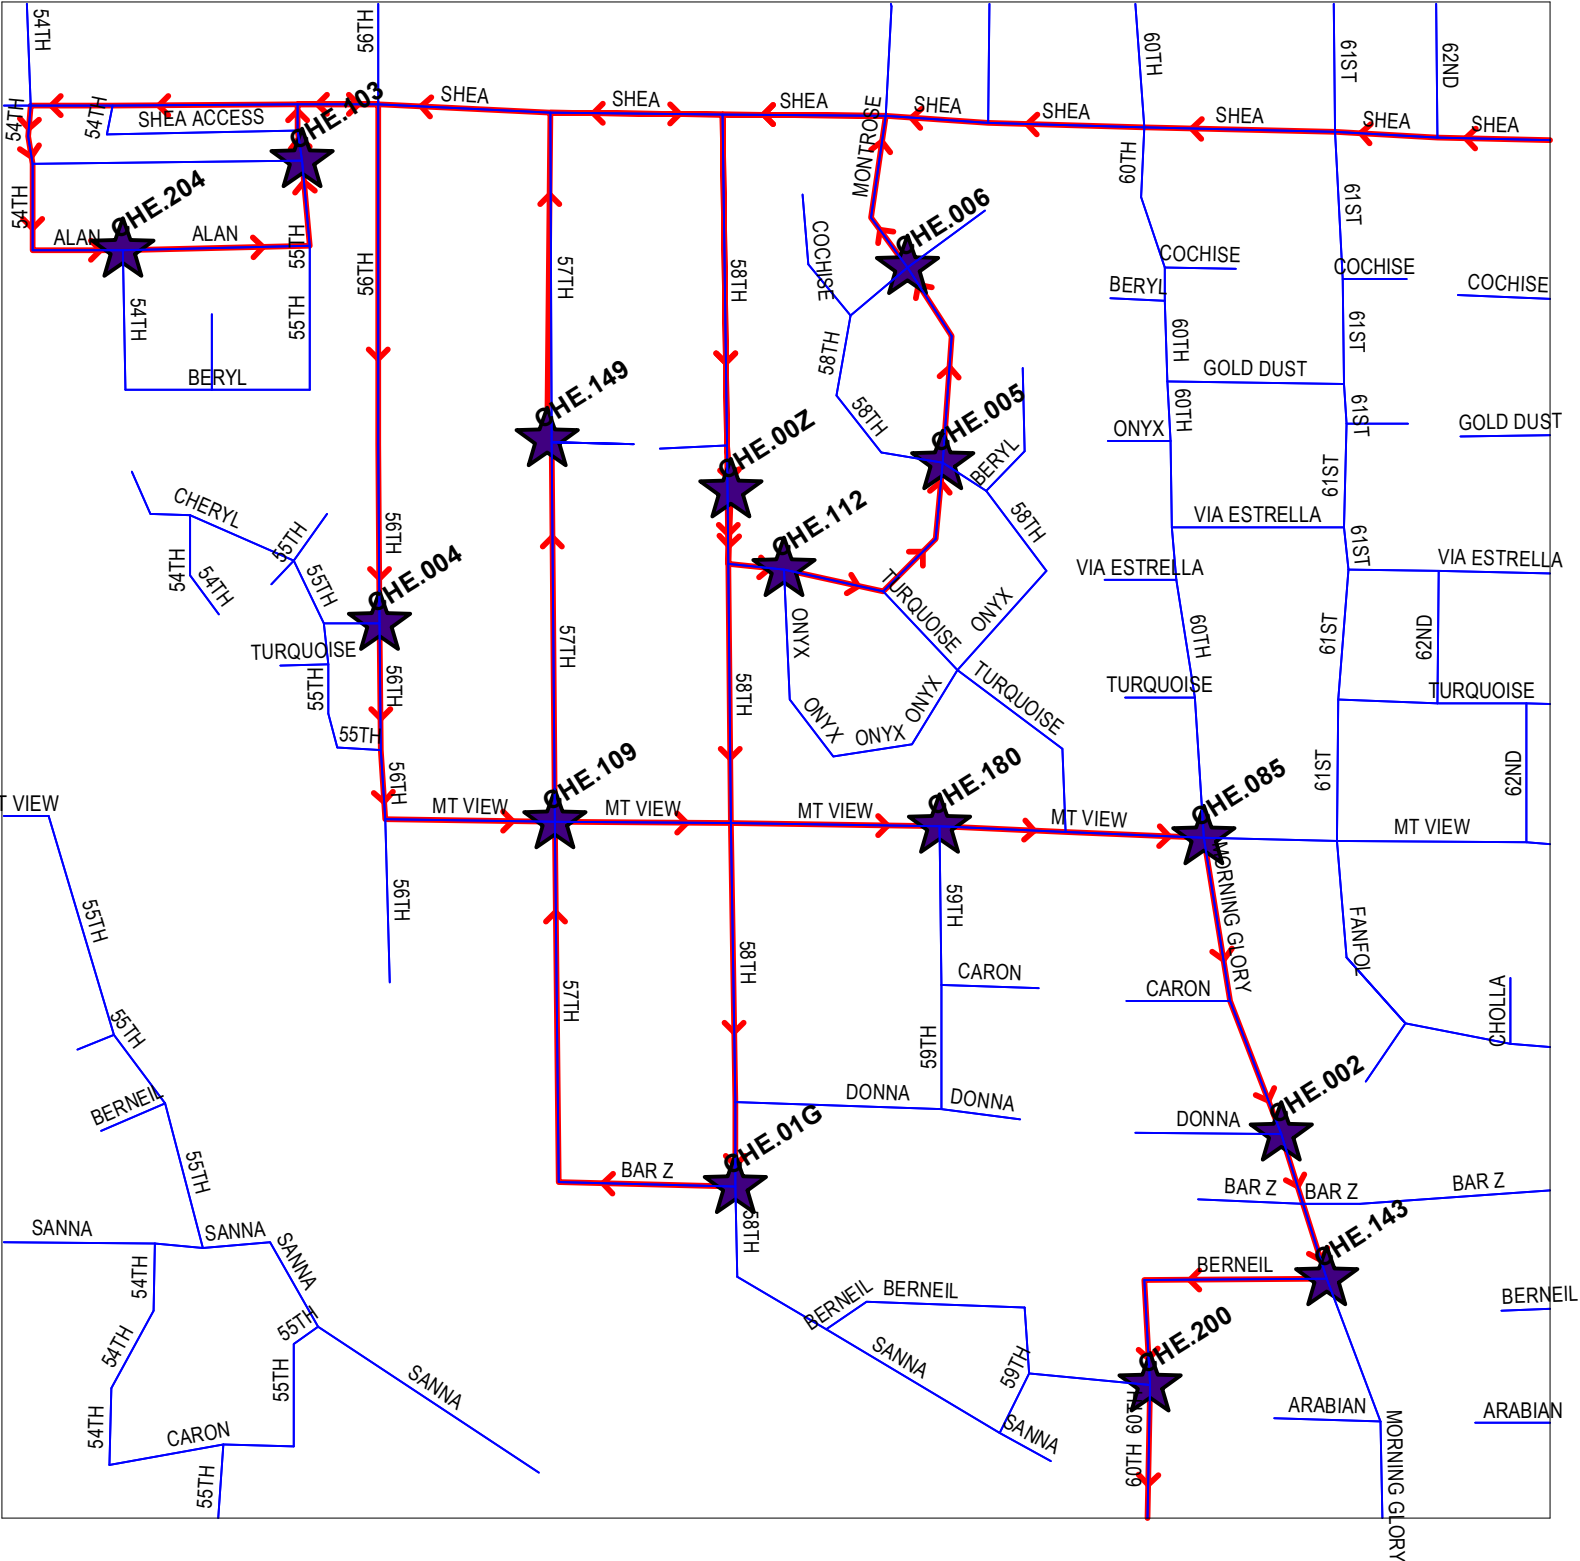 54TH
56TH
60TH
61ST
62ND
SHEA
SHEA
SHEA
SHEA
SHEA
SHEA
SHEA
SHEA
54TH
54TH
SHEA ACCESS
CHE.103
MONTROSE
60TH
54TH
ALAN
CHE.204
ALAN
55TH
56TH
57TH
58TH
COCHISE
CHE.006
COCHISE
61ST
COCHISE
COCHISE
BERYL
54TH
55TH
BERYL
58TH
60TH
61ST
GOLD DUST
CHE.149
58TH
CHE.005
60TH
61ST
GOLD DUST
ONYX
CHE.00Z
BERYL
61ST
CHERYL
55TH
56TH
CHE.112
58TH
VIA ESTRELLA
61ST
VIA ESTRELLA
54TH
54TH
55TH
CHE.004
VIA ESTRELLA
TURQUOISE
ONYX
ONYX
60TH
61ST
62ND
TURQUOISE
57TH
55TH
56TH
58TH
ONYX
ONYX
ONYX
TURQUOISE
TURQUOISE
TURQUOISE
55TH
56TH
CHE.109
CHE.180
CHE.085
61ST
62ND
T VIEW
MT VIEW
MT VIEW
MT VIEW
MT VIEW
MT VIEW
55TH
56TH
59TH
MORNING GLORY
FANFOL
58TH
57TH
CARON
CARON
CHOLLA
55TH
59TH
BERNEIL
DONNA
DONNA
DONNA
CHE.002
CHE.01G
55TH
BAR Z
BAR Z
BAR Z
BAR Z
SANNA
SANNA
SANNA
58TH
CHE.143
54TH
BERNEIL
BERNEIL
BERNEIL
BERNEIL
54TH
55TH
SANNA
59TH
CHE.200
55TH
SANNA
54TH
CARON
SANNA
60TH
ARABIAN
ARABIAN
55TH
60TH
MORNING GLORY